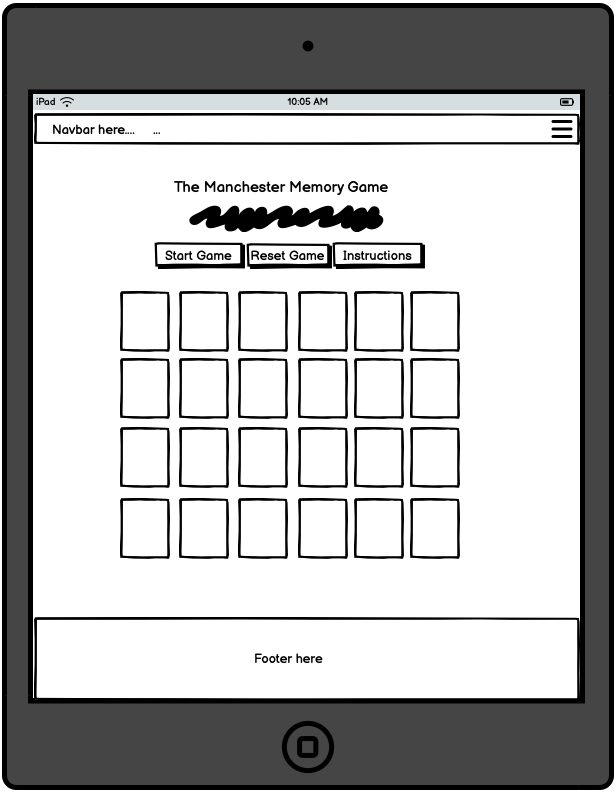 iPad 10:05 AM
Navbar here.... ...
The Manchester Memory Game
Start Game Reset Game Instructions
Footer here